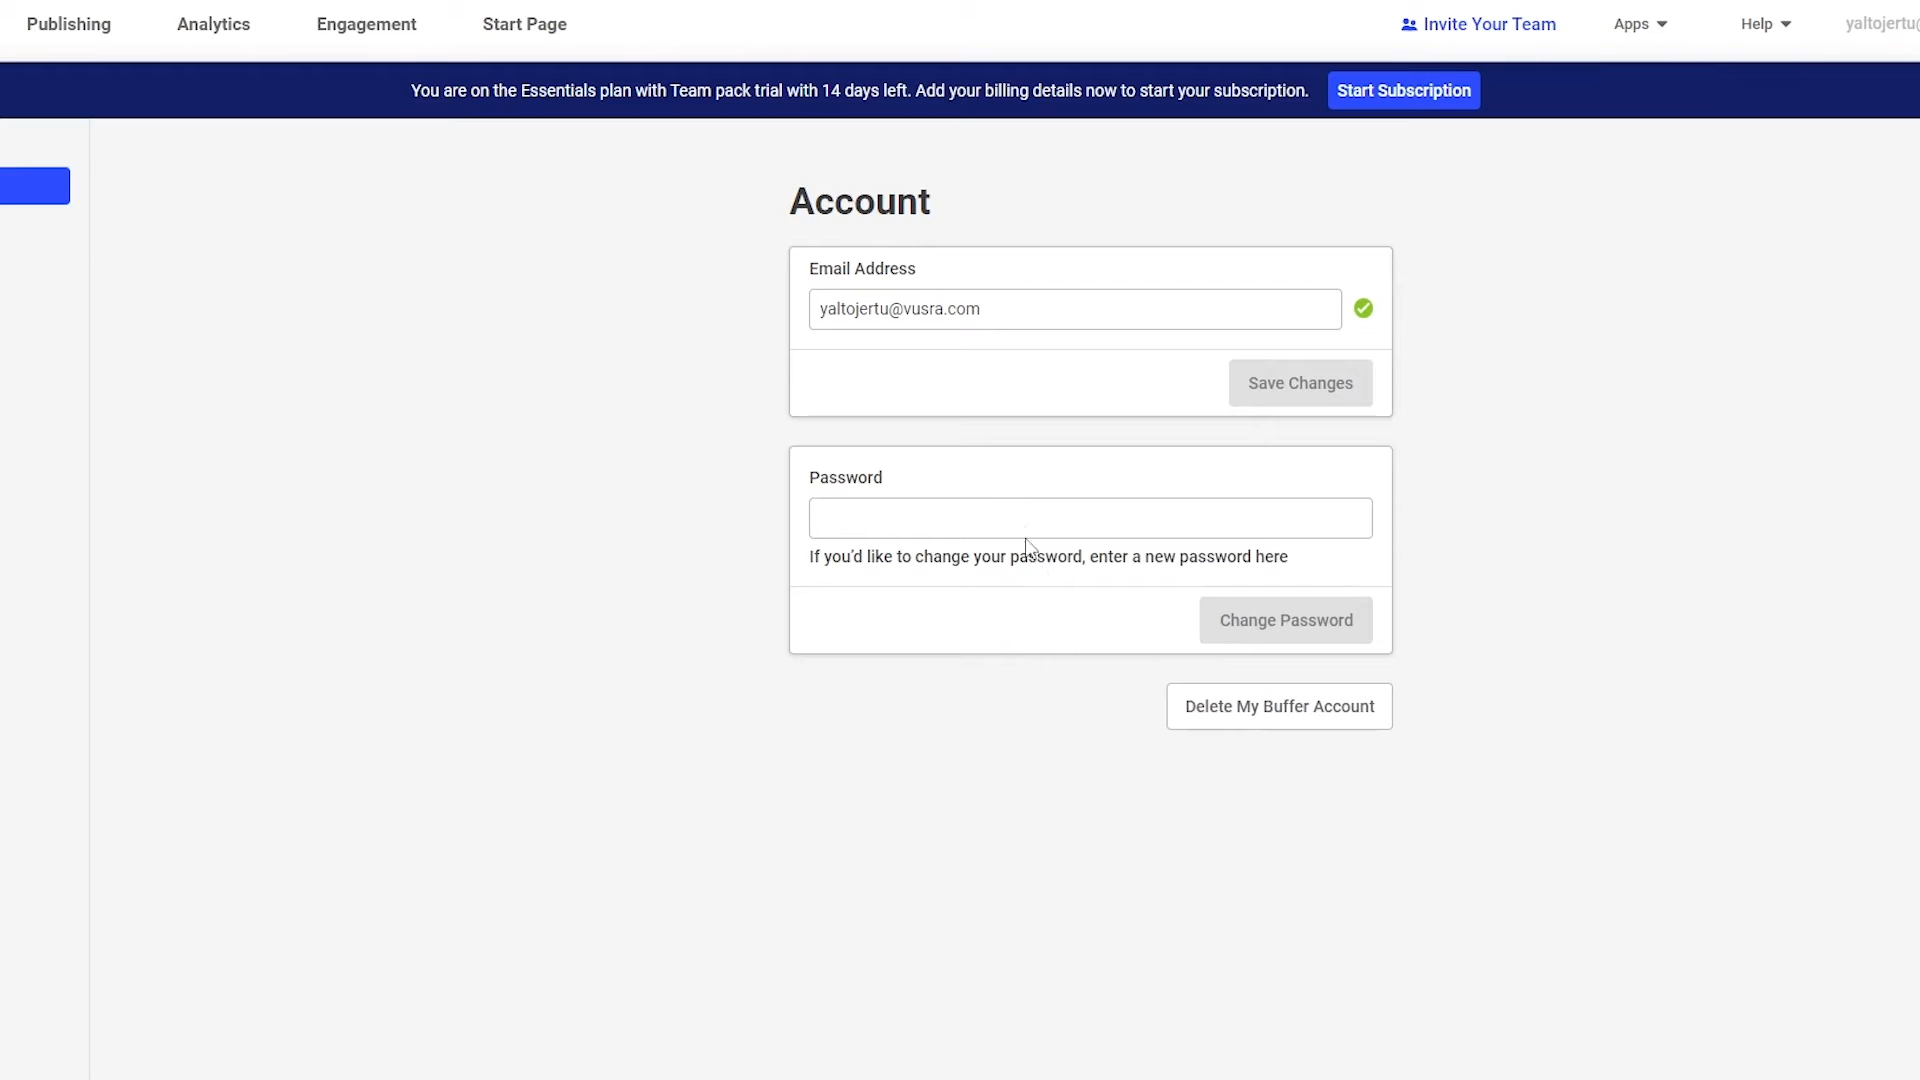 Publishing
Analytics
Engagement
Start Page
Invite Your Team
Apps
Help
yaltojertu@
You are on the Essentials plan with Team pack trial with 14 days left. Add your billing details now to start your subscription.
Start Subscription
Account
Email Address
yaltojertu@vusra.com
Save Changes
Password
If you'd like to change your password, enter a new password here
Change Password
Delete My Buffer Account